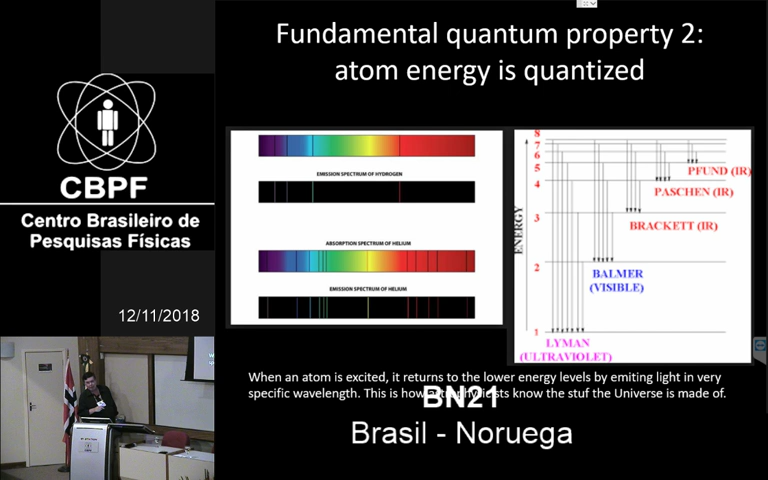 Fundamental quantum property 2:
atom energy is quantized
CBPF
Centro Brasileiro de
Pesquisas Físicas
12/11/2018
EMISSION SPECTRUM OF HYDROGEN
ABSORPTION SPECTRUM OF HELIUM
EMISSION SPECTRUM OF HELIUM
ENERGY
8
7
6
5
4
3
2
1
PFUND (IR)
PASCHEN (IR)
BRACKETT (IR)
BALMER
(VISIBLE)
LYMAN
(ULTRAVIOLET)
When an atom is excited, it returns to the lower energy levels by emiting light in very
specific wavelength. This is how know the stuf the Universe is made of.
BN21
Brasil - Noruega
CBPF